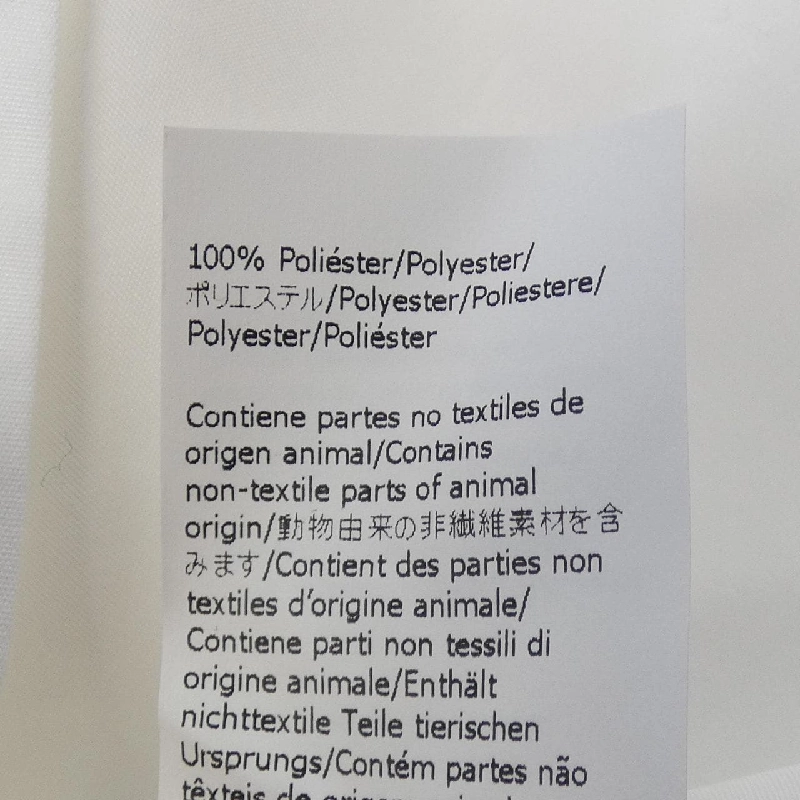 100% Poliéster/Polyester/
ポリエステル/Polyester/Poliestere/
Polyester/Poliéster
Contiene partes no textiles de
origen animal/Contains
non-textile parts of animal
origin/動物由来の非繊維素材を含
みます/Contient des parties non
textiles d'origine animale/
Contiene parti non tessili di
origine animale/Enthält
nichttextile Teile tierischen
Ursprungs/Contém partes não
têxteis de